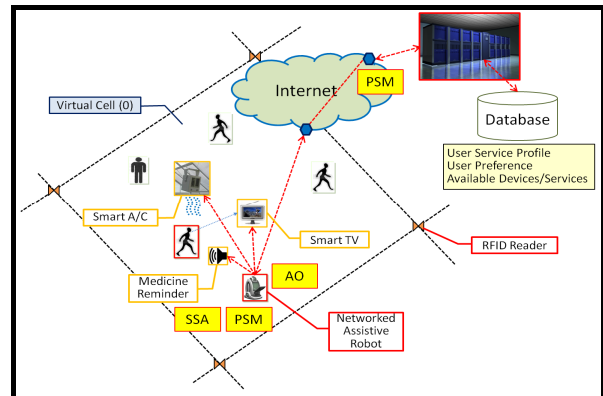 Internet
PSM
Virtual Cell (0)
Database
User Service Profile
User Preference
Available Devices/Services
Smart A/C
Smart TV
RFID Reader
Medicine
Reminder
AO
SSA
PSM
Networked
Assistive
Robot